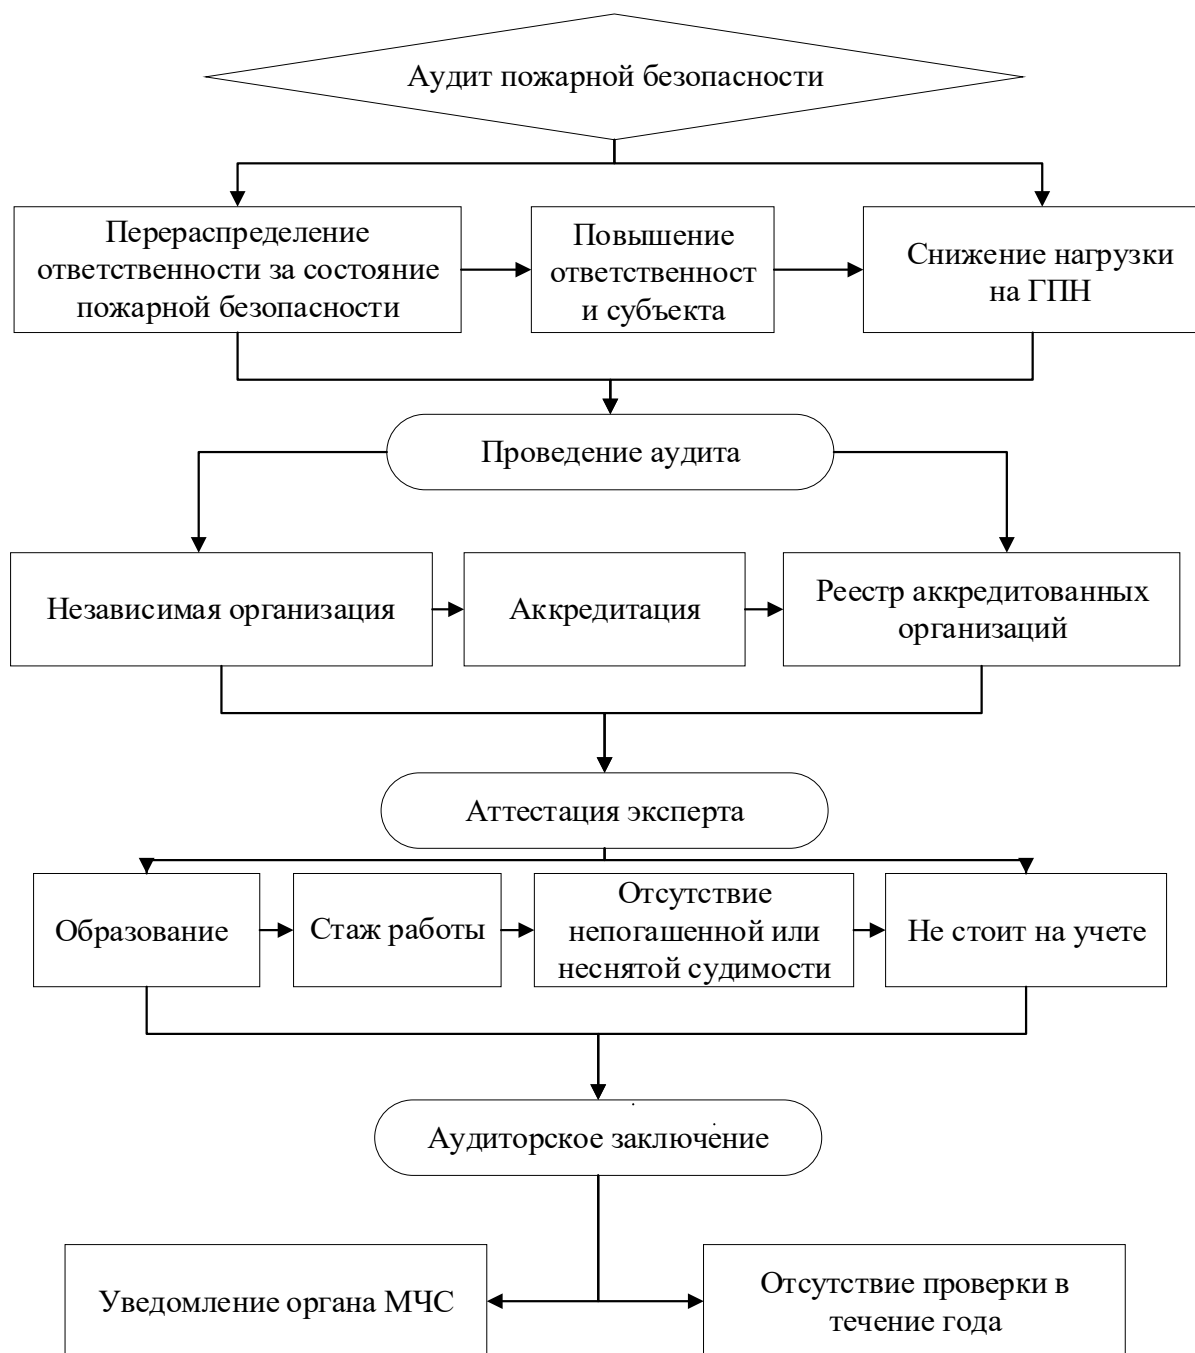 Аудит пожарной безопасности
Перераспределение
ответственности за состояние
пожарной безопасности
Повышение
ответственност
и субъекта
Снижение нагрузки
на ГПН
Проведение аудита
Независимая организация
Аккредитация
Реестр аккредитованных
организаций
Аттестация эксперта
Образование
Стаж работы
Отсутствие
непогашенной или
неснятой судимости
Не стоит на учете
Аудиторское заключение
Уведомление органа МЧС
Отсутствие проверки в
течение года